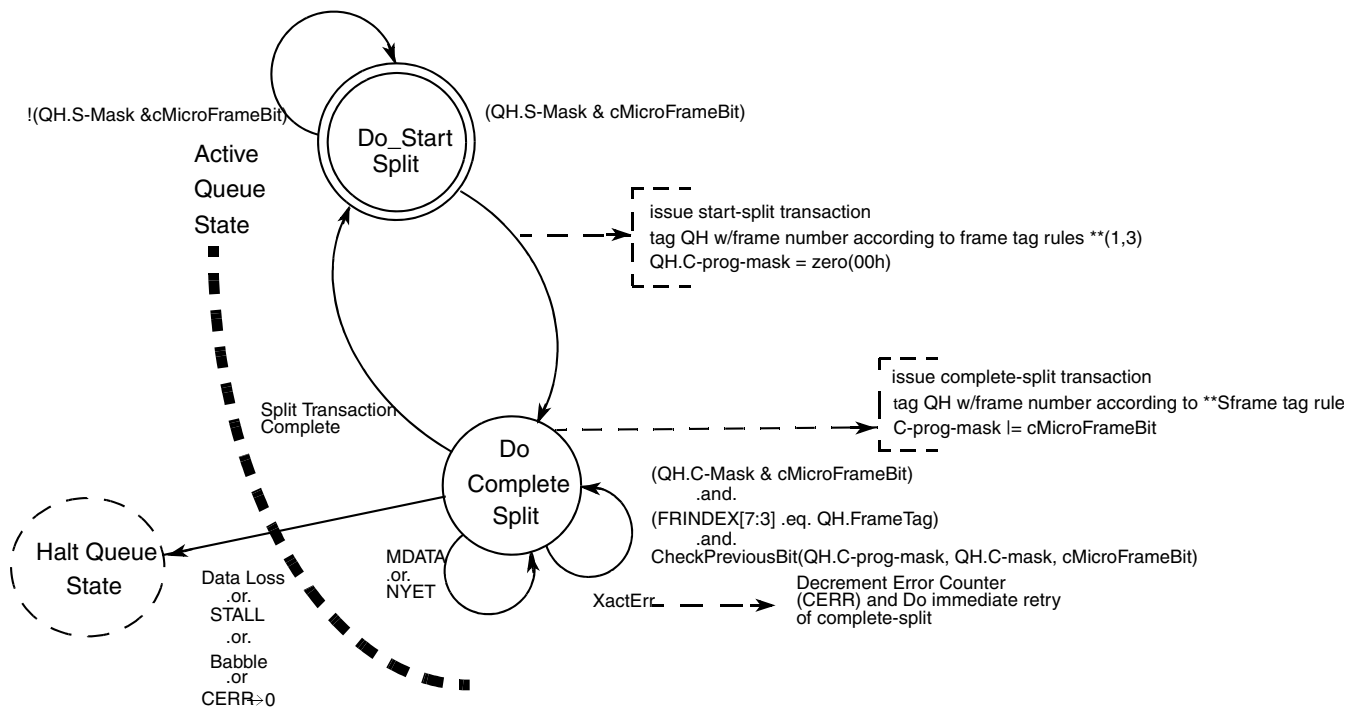 !(QH.S-Mask &cMicroFrameBit)
(QH.S-Mask & cMicroFrameBit)
Do_Start
Split
Active
Queue
State
issue start-split transaction
tag QH w/frame number according to frame tag rules **(1,3)
QH.C-prog-mask = zero(00h)
issue complete-split transaction
tag QH w/frame number according to **Sframe tag rule
C-prog-mask |= cMicroFrameBit
Split Transaction
Complete
Do
Complete
Split
(QH.C-Mask & cMicroFrameBit)
.and.
(FRINDEX[7:3] .eq. QH.FrameTag)
.and.
CheckPreviousBit(QH.C-prog-mask, QH.C-mask, cMicroFrameBit)
Halt Queue
State
MDATA
.or.
NYET
XactErr
Decrement Error Counter
(CERR) and Do immediate retry
of complete-split
Data Loss
.or.
STALL
.or.
Babble
.or
CERR→0